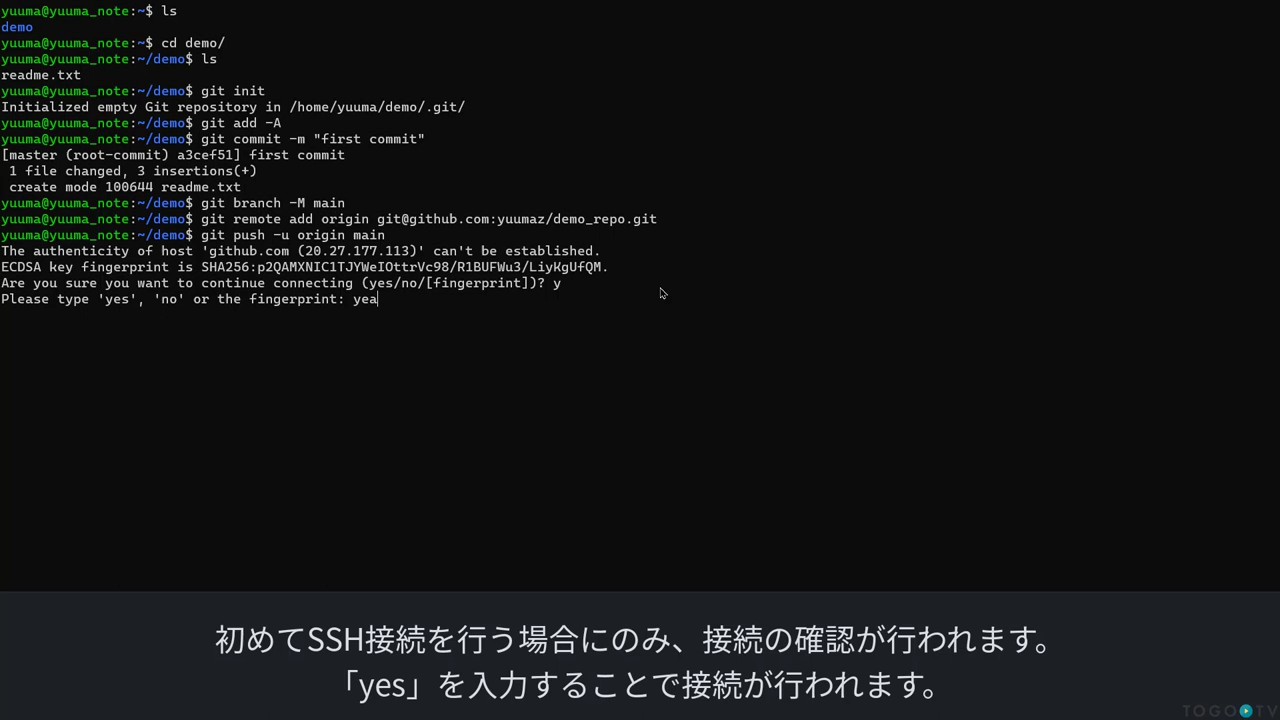 yuuma@yuuma_note:~$ ls
demo
yuuma@yuuma_note:~$ cd demo/
yuuma@yuuma_note:~/demo$ ls
readme.txt
yuuma@yuuma_note:~/demo$ git init
Initialized empty Git repository in /home/yuuma/demo/.git/
yuuma@yuuma_note:~/demo$ git add -A
yuuma@yuuma_note:~/demo$ git commit -m "first commit"
[master (root-commit) a3cef51] first commit
 1 file changed, 3 insertions(+)
 create mode 100644 readme.txt
yuuma@yuuma_note:~/demo$ git branch -M main
yuuma@yuuma_note:~/demo$ git remote add origin git@github.com:yuumaz/demo_repo.git
yuuma@yuuma_note:~/demo$ git push -u origin main
The authenticity of host 'github.com (20.27.177.113)' can't be established.
ECDSA key fingerprint is SHA256:p2QAMXNIC1TJYWeIOttrVc98/R1BUFWu3/LiyKgUfQM.
Are you sure you want to continue connecting (yes/no/[fingerprint])? y
Please type 'yes', 'no' or the fingerprint: yea
初めてSSH接続を行う場合にのみ、接続の確認が行われます。
「yes」を入力することで接続が行われます。
TOGO TV